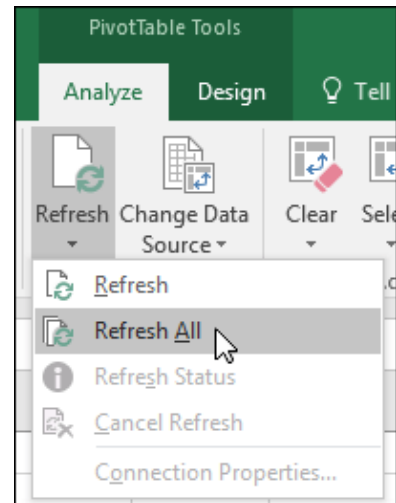 PivotTable Tools
Analyze Design Tell
Refresh Change Data Clear
Source
Refresh
Refresh All
Refresh Status
Cancel Refresh
Connection Properties...